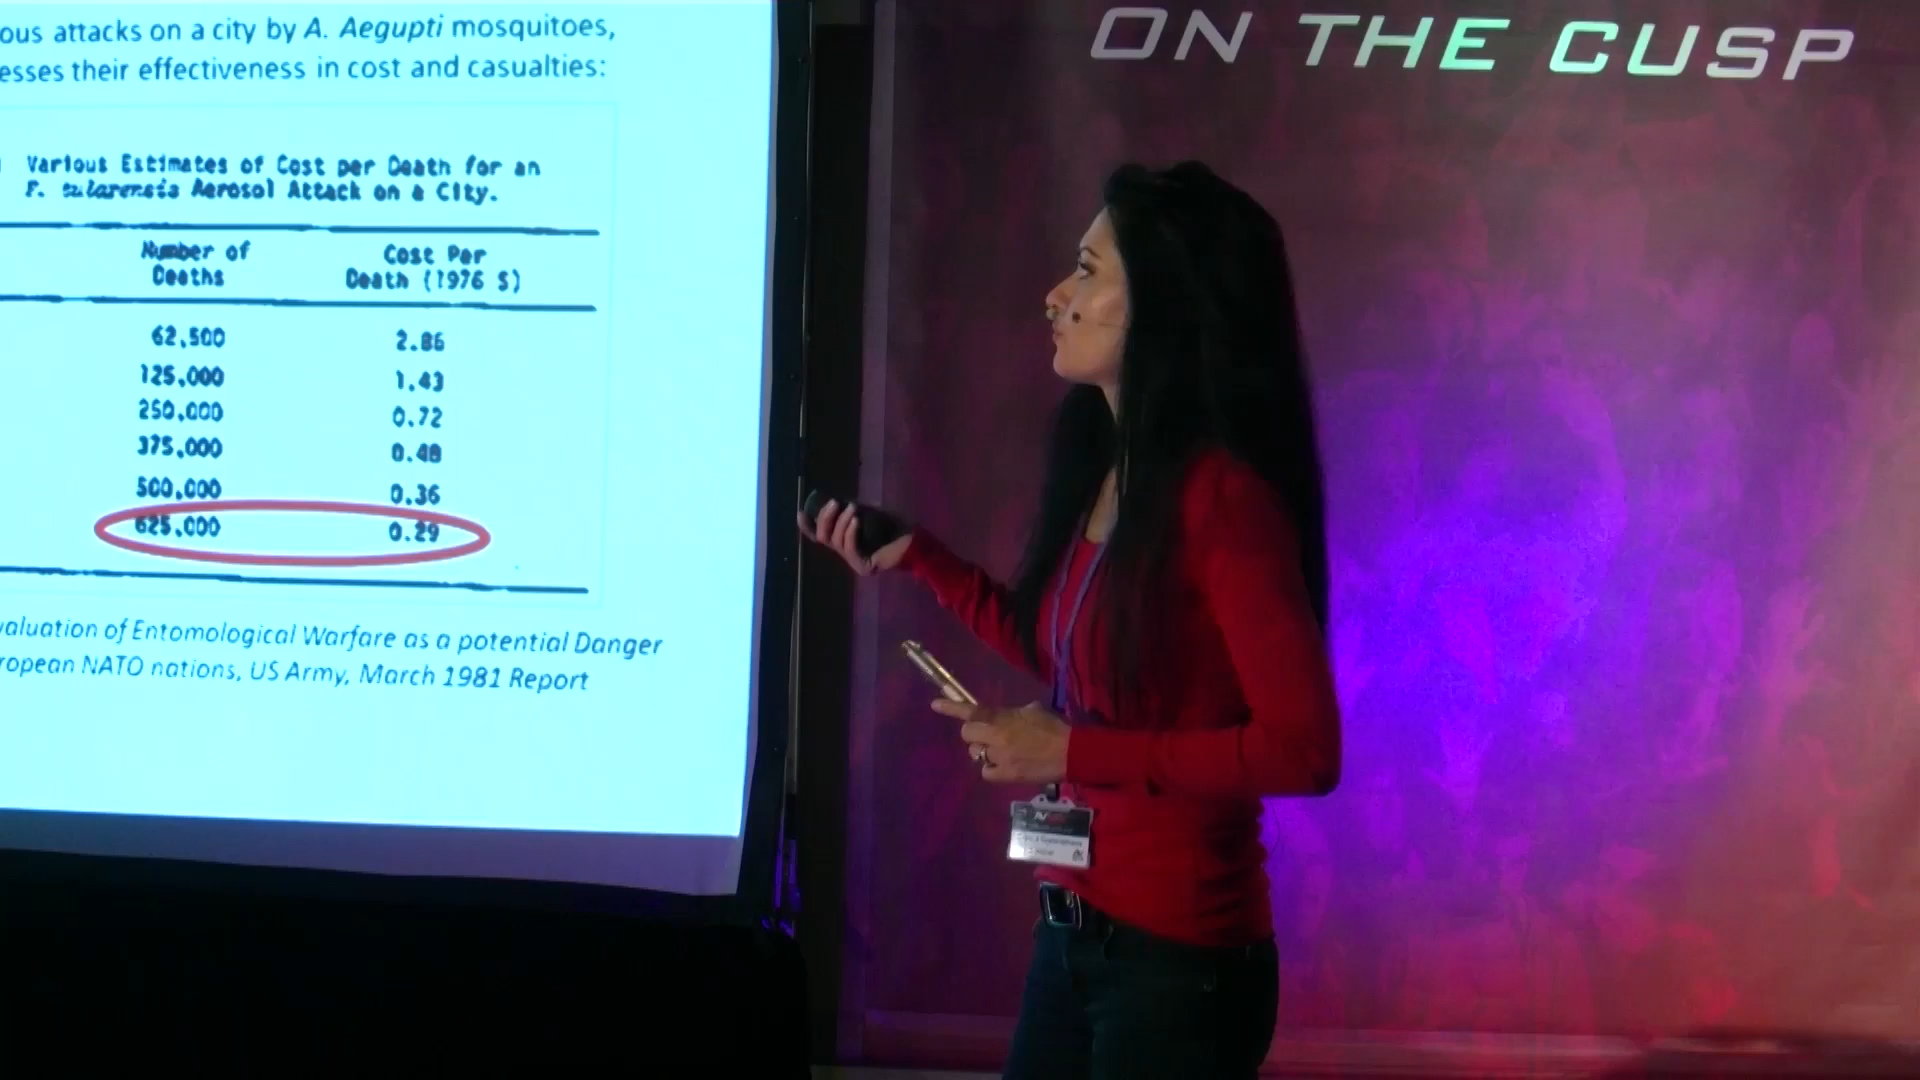 ous attacks on a city by A. Aegupti mosquitoes,
esses their effectiveness in cost and casualties:
Various Estimates of Cost per Death for an
F. tularensis Aerosol Attack on a City.
Number of Deaths
Cost Per Death (1976 $)
62,500 2.86
125,000 1.43
250,000 0.72
375,000 0.48
500,000 0.36
625,000 0.29
valuation of Entomological Warfare as a potential Danger
ropean NATO nations, US Army, March 1981 Report
ON THE CUSP